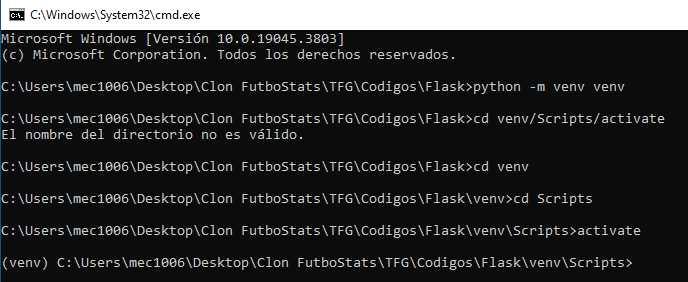 C:\Windows\System32\cmd.exe
Microsoft Windows [Versión 10.0.19045.3803]
(c) Microsoft Corporation. Todos los derechos reservados.
C:\Users\mec1006\Desktop\Clon FutboStats\TFG\Codigos\Flask>python -m venv venv
C:\Users\mec1006\Desktop\Clon FutboStats\TFG\Codigos\Flask>cd venv/Scripts/activate
El nombre del directorio no es válido.
C:\Users\mec1006\Desktop\Clon FutboStats\TFG\Codigos\Flask>cd venv
C:\Users\mec1006\Desktop\Clon FutboStats\TFG\Codigos\Flask\venv>cd Scripts
C:\Users\mec1006\Desktop\Clon FutboStats\TFG\Codigos\Flask\venv\Scripts>activate
(venv) C:\Users\mec1006\Desktop\Clon FutboStats\TFG\Codigos\Flask\venv\Scripts>